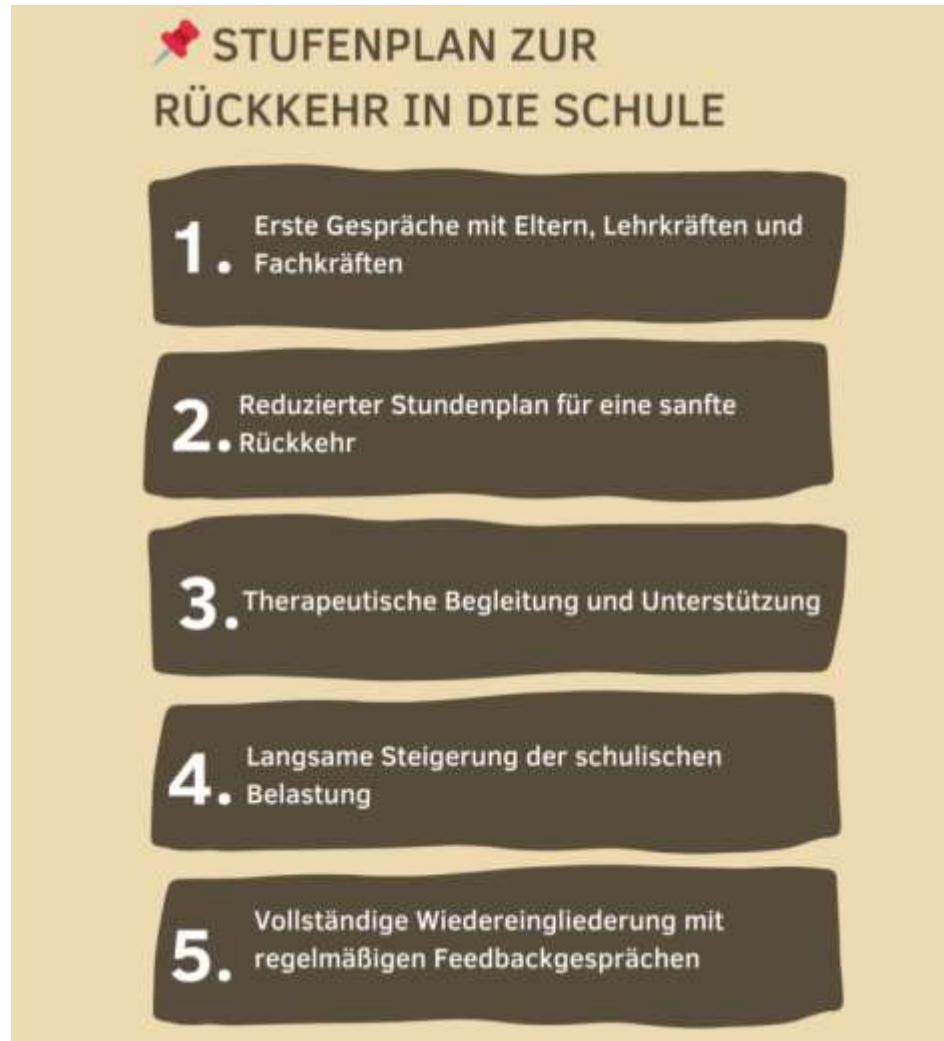 📌 STUFENPLAN ZUR
RÜCKKEHR IN DIE SCHULE
1. Erste Gespräche mit Eltern, Lehrkräften und
Fachkräften
2. Reduzierter Stundenplan für eine sanfte
Rückkehr
3. Therapeutische Begleitung und Unterstützung
4. Langsame Steigerung der schulischen
Belastung
5. Vollständige Wiedereingliederung mit
regelmäßigen Feedbackgesprächen